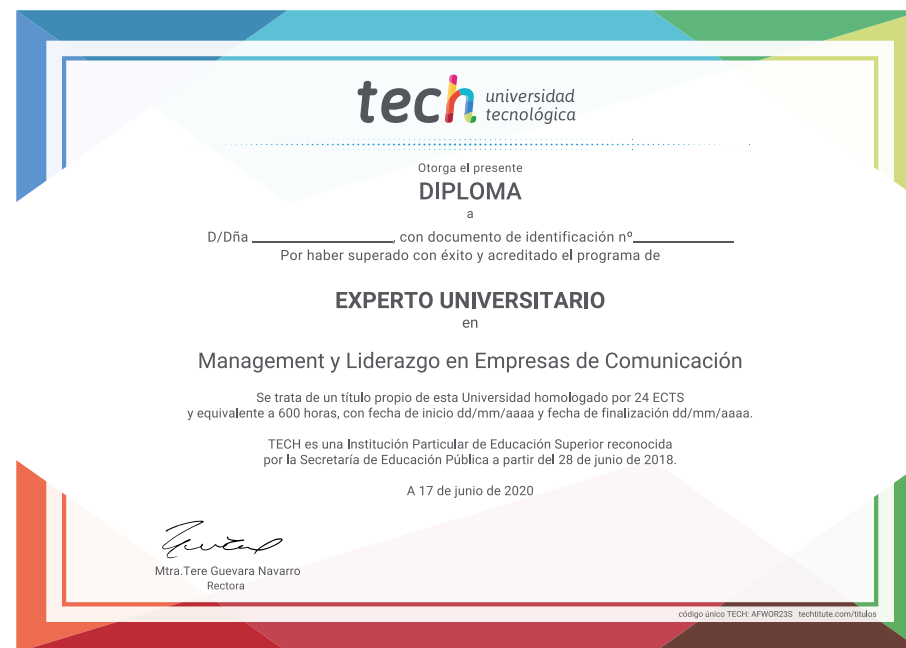 tech universidad
tecnológica
Otorga el presente
DIPLOMA
a
D/Dña ____________________, con documento de identificación nº______________
Por haber superado con éxito y acreditado el programa de
EXPERTO UNIVERSITARIO
en
Management y Liderazgo en Empresas de Comunicación
Se trata de un título propio de esta Universidad homologado por 24 ECTS
y equivalente a 600 horas, con fecha de inicio dd/mm/aaaa y fecha de finalización dd/mm/aaaa.
TECH es una Institución Particular de Educación Superior reconocida
por la Secretaría de Educación Pública a partir del 28 de junio de 2018.
A 17 de junio de 2020
Mtra.Tere Guevara Navarro
Rectora
código único TECH: AFWOR23S techtitute.com/titulos